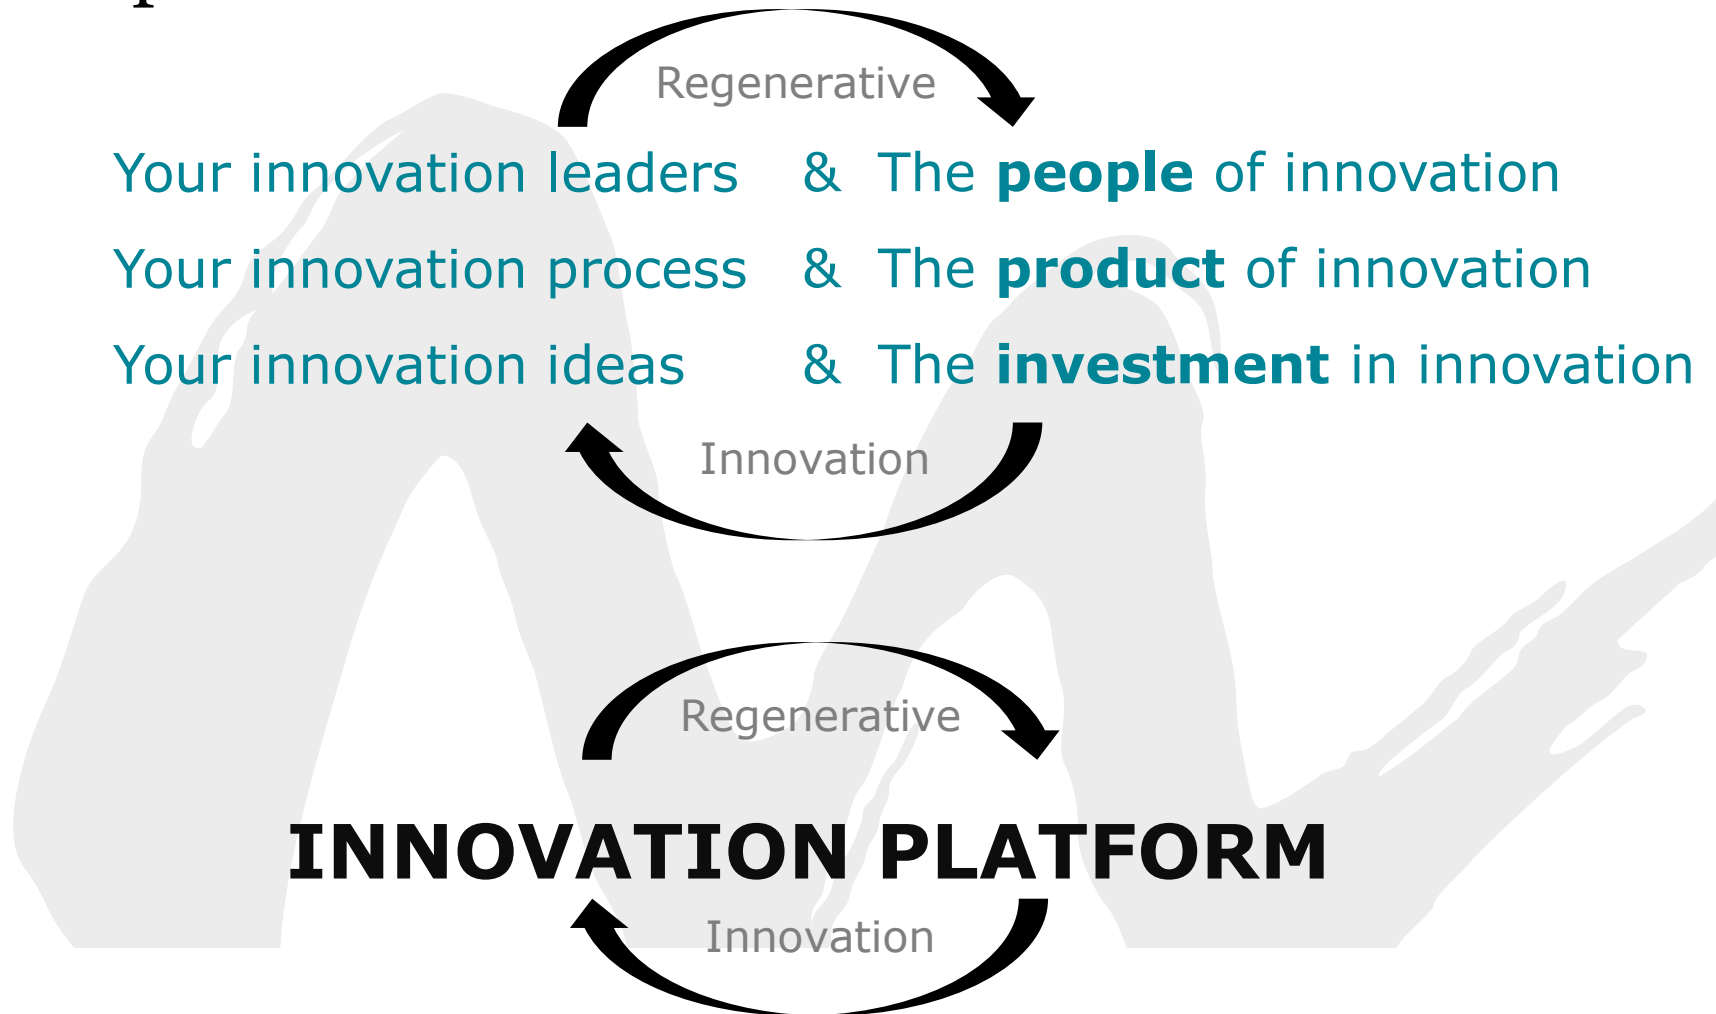 Regenerative
Your innovation leaders & The people of innovation
Your innovation process & The product of innovation
Your innovation ideas & The investment in innovation
Innovation
Regenerative
INNOVATION PLATFORM
Innovation